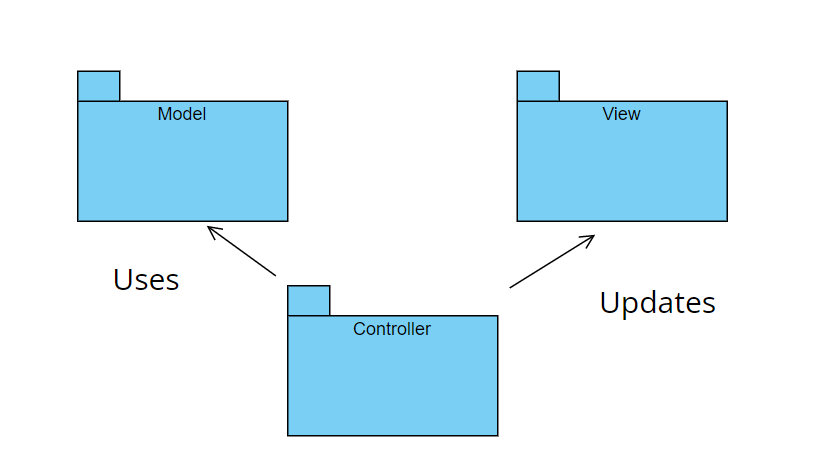 Model
View
Uses
Updates
Controller